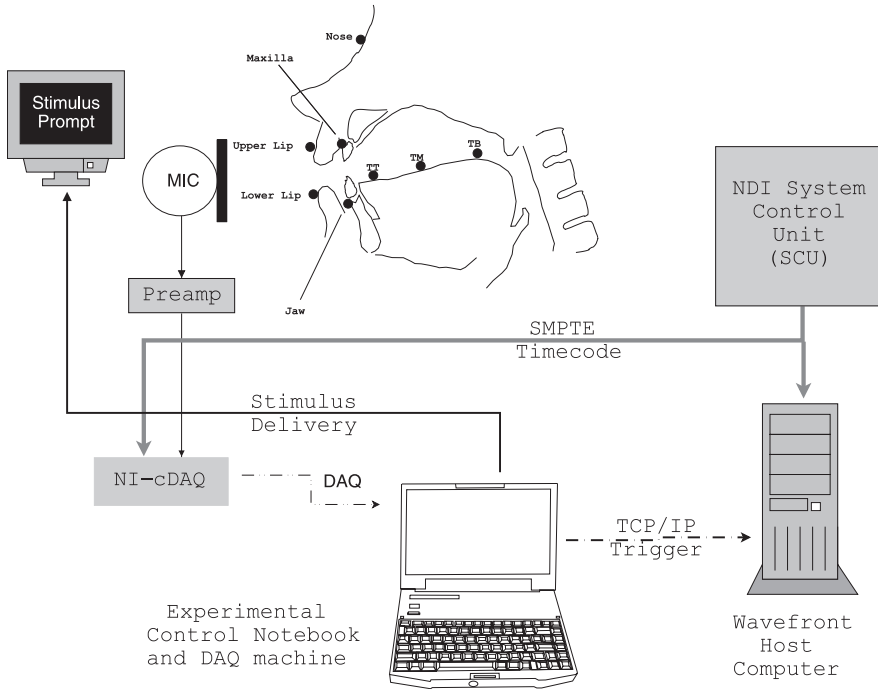 Nose
Maxilla
Stimulus
Prompt
Upper Lip
TT
TM
TB
MIC
Lower Lip
NDI System
Control
Unit
(SCU)
Preamp
Jaw
SMPTE
Timecode
Stimulus
Delivery
NI-cDAQ
DAQ
TCP/IP
Trigger
Experimental
Control Notebook
and DAQ machine
Wavefront
Host
Computer